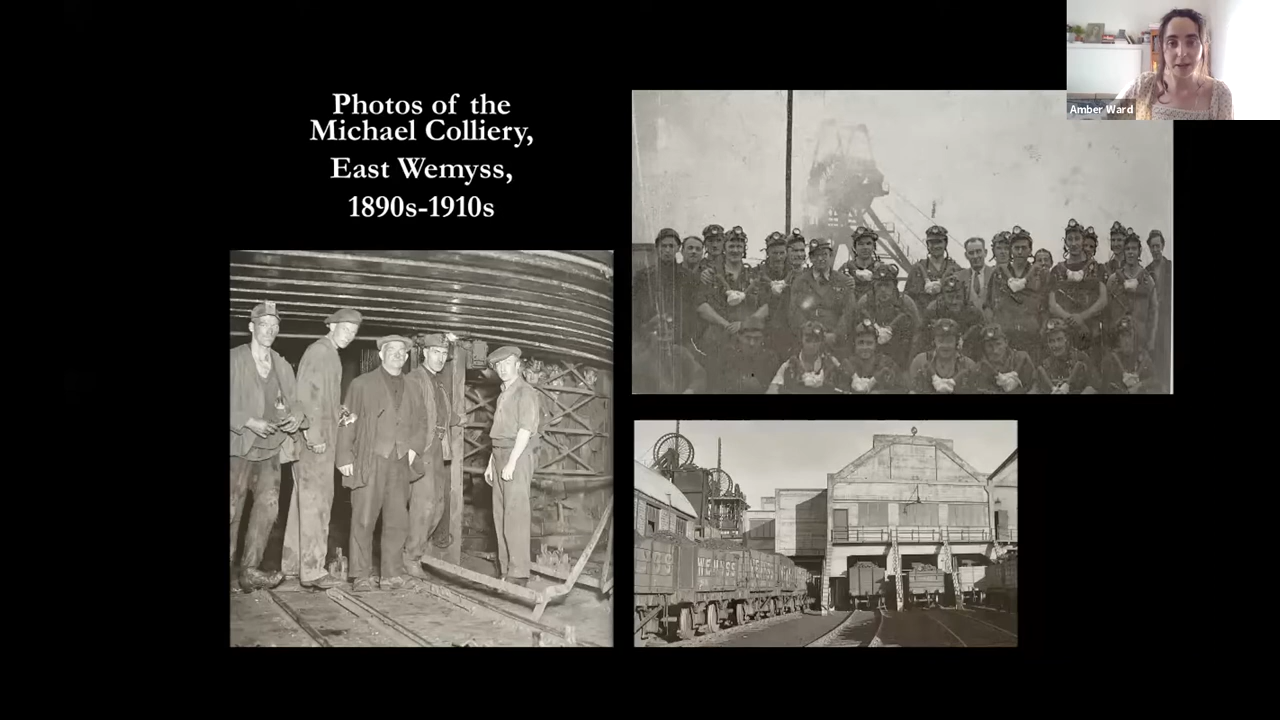 Photos of the
Michael Colliery,
East Wemyss,
1890s-1910s
Amber Ward
WEMYSS